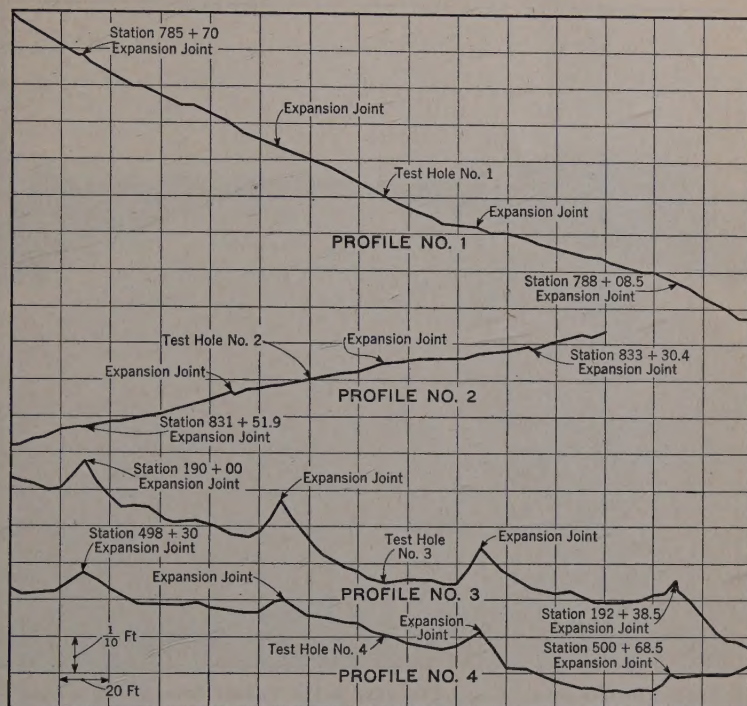 Station 785 + 70
Expansion Joint
Expansion Joint
Test Hole No. 1
Expansion Joint
PROFILE NO. 1
Station 788 + 08.5
Expansion Joint
Test Hole No. 2
Expansion Joint
Expansion Joint
Station 833 + 30.4
Expansion Joint
PROFILE NO. 2
Station 831 + 51.9
Expansion Joint
Station 190 + 00
Expansion Joint
Expansion Joint
Test Hole
No. 3
Expansion Joint
PROFILE NO. 3
Station 192 + 38.5
Expansion Joint
Station 498 + 30
Expansion Joint
Expansion Joint
Expansion
Joint
Test Hole No. 4
Station 500 + 68.5
Expansion Joint
PROFILE NO. 4
1/10 Ft
20 Ft